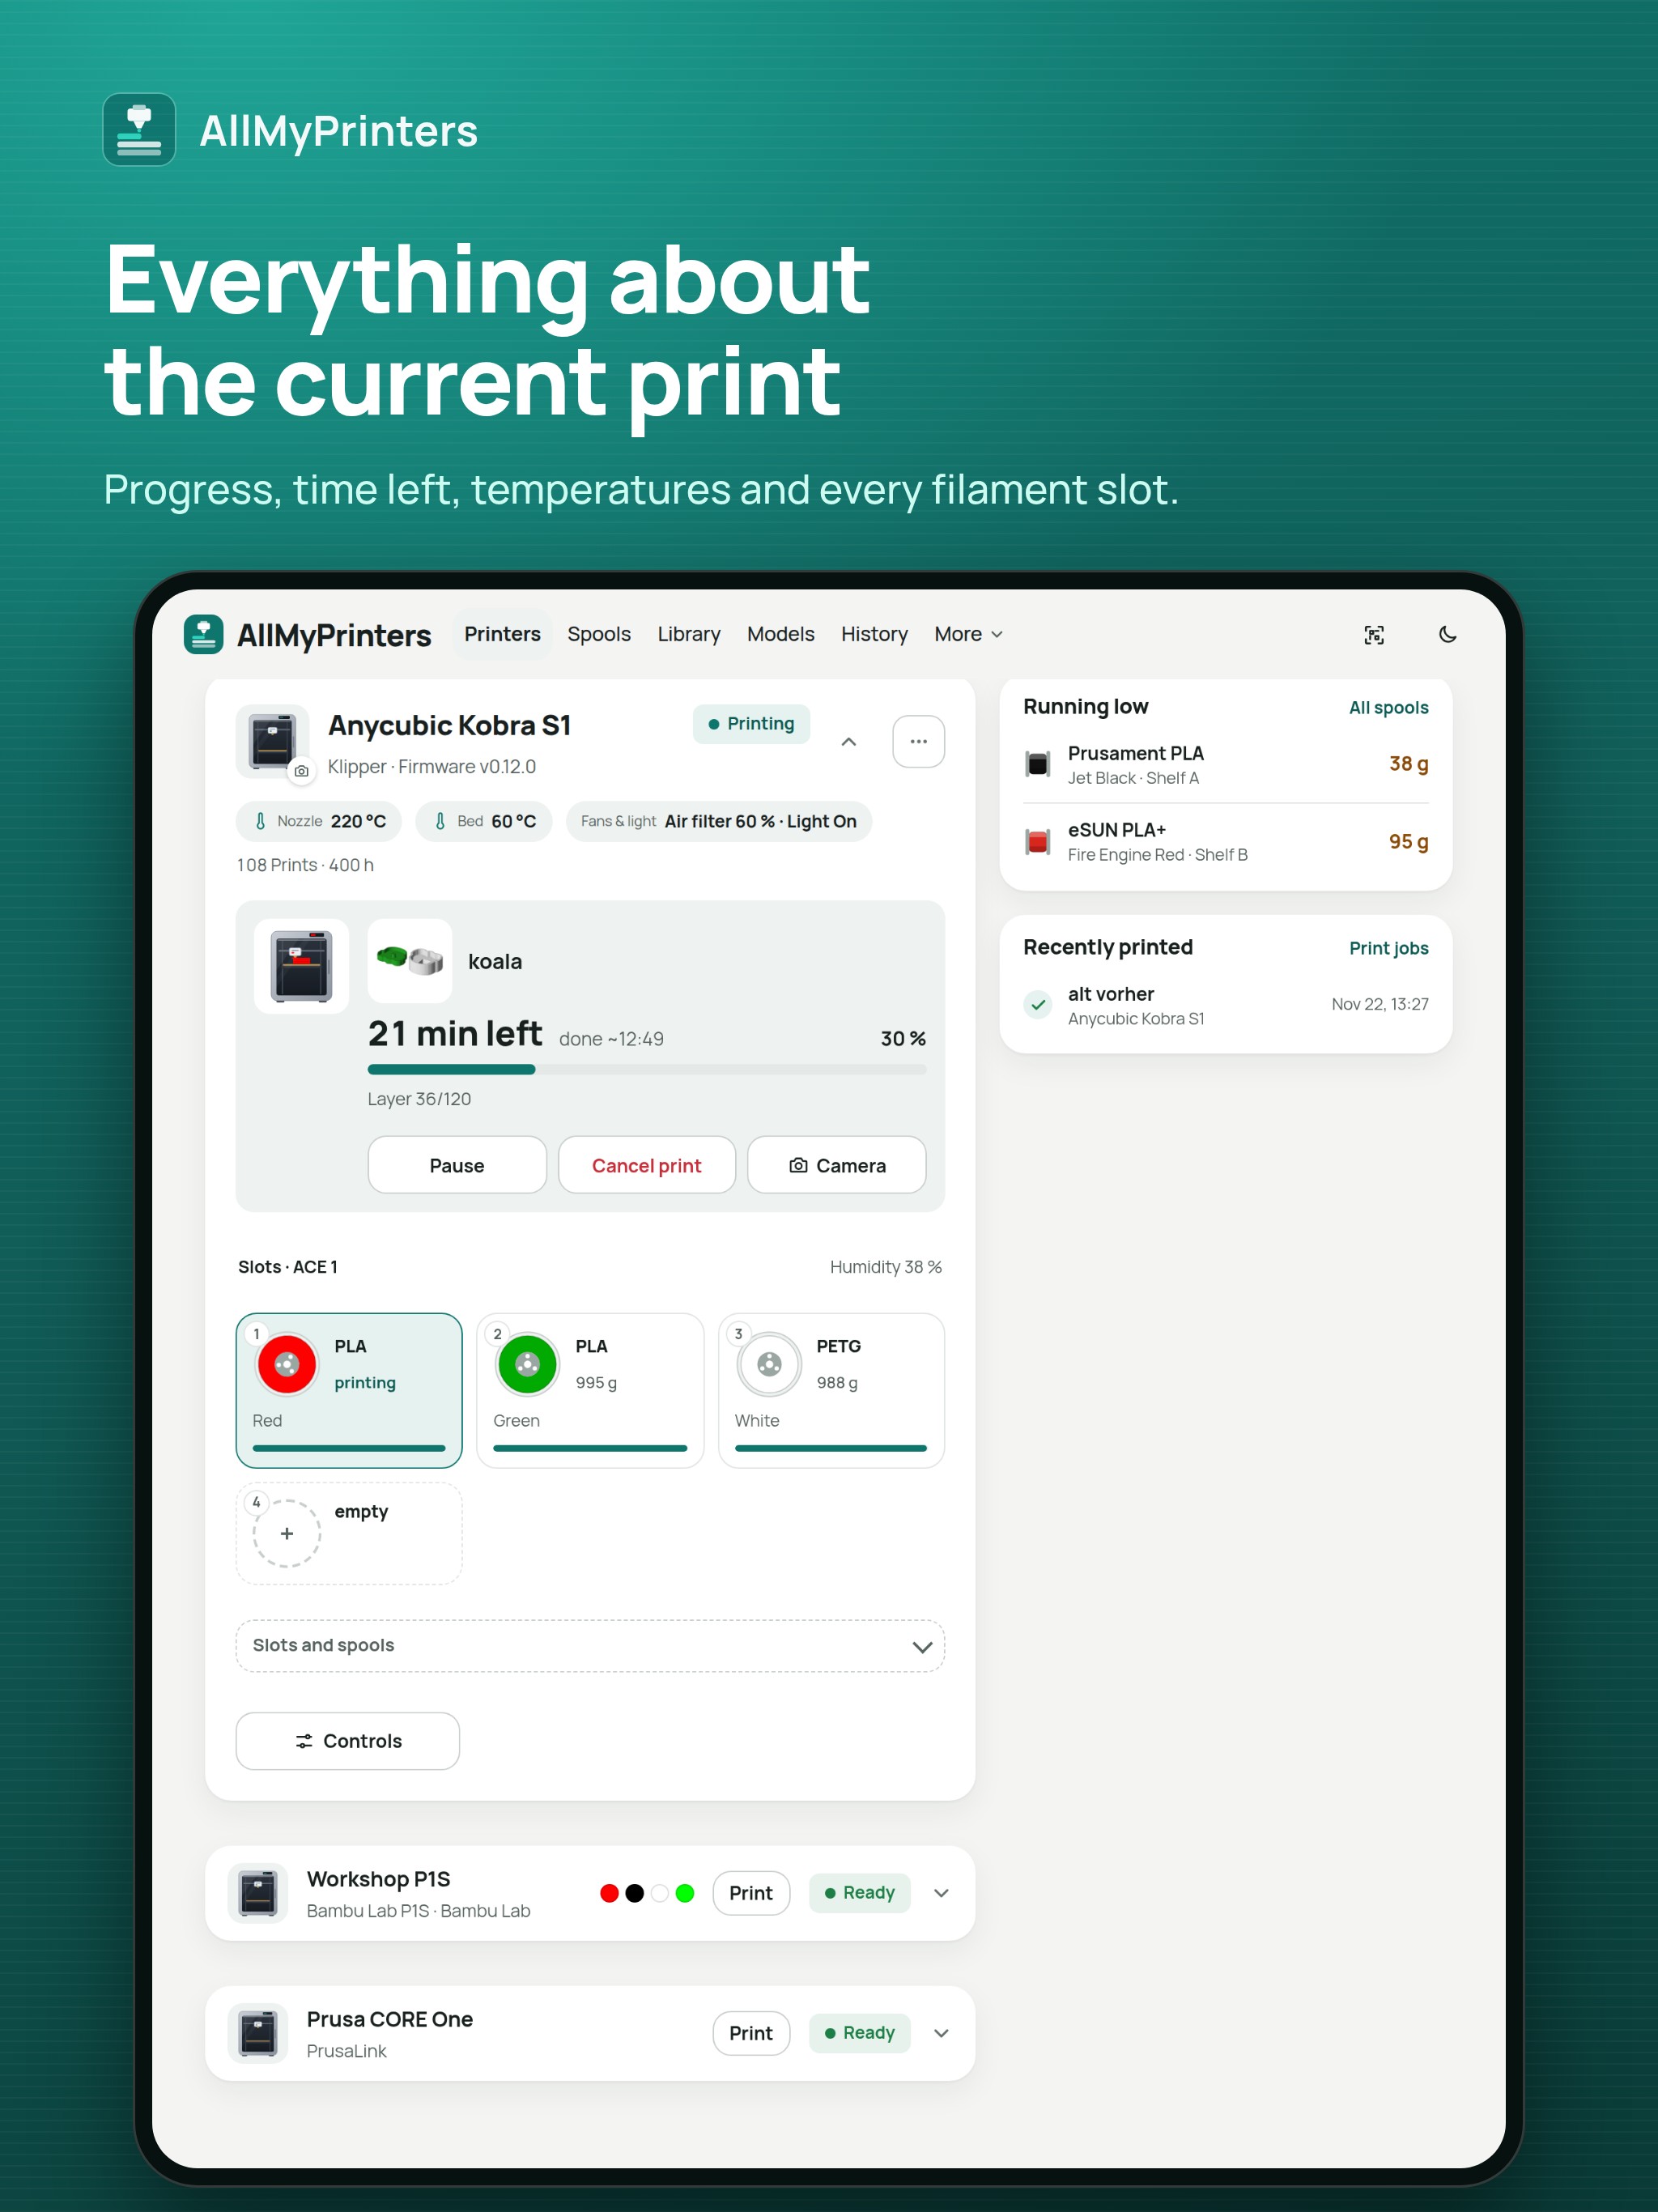 AllMyPrinters
Everything about
the current print
Progress, time left, temperatures and every filament slot.
AllMyPrinters
Printers
Spools
Library
Models
History
More
Anycubic Kobra S1
Printing
Klipper · Firmware v0.12.0
Nozzle 220 °C
Bed 60 °C
Fans & light Air filter 60 % · Light On
108 Prints · 400 h
koala
21 min left done ~12:49 30 %
Layer 36/120
Pause
Cancel print
Camera
Slots · ACE 1
Humidity 38 %
1
PLA
printing
Red
2
PLA
995 g
Green
3
PETG
988 g
White
4
empty
Slots and spools
Controls
Workshop P1S
Bambu Lab P1S · Bambu Lab
Print
Ready
Prusa CORE One
PrusaLink
Print
Ready
Running low
All spools
Prusament PLA
Jet Black · Shelf A
38 g
eSUN PLA+
Fire Engine Red · Shelf B
95 g
Recently printed
Print jobs
alt vorher
Anycubic Kobra S1
Nov 22, 13:27